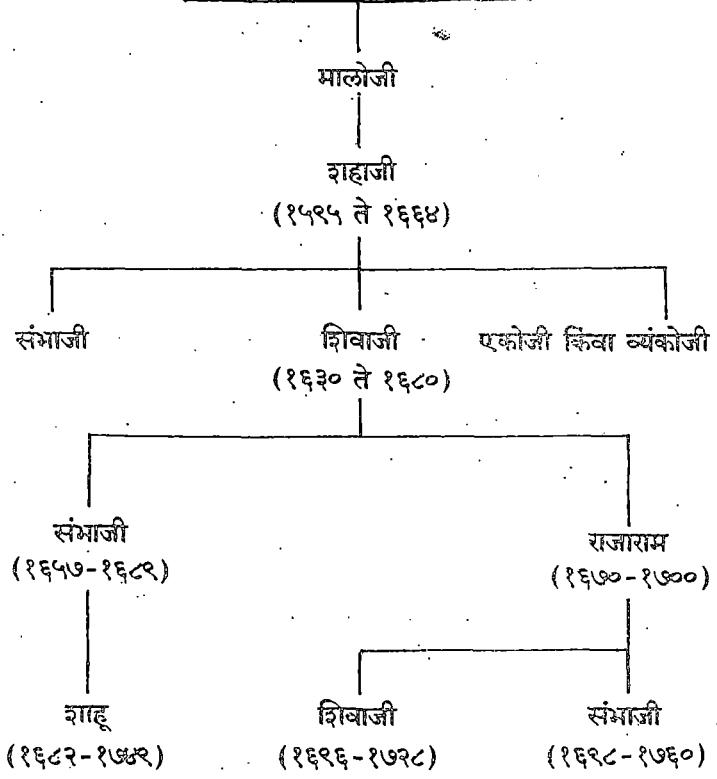 मालोजी
शहाजी
(१५९५ ते १६६४)
संभाजी शिवाजी एकोजी किंवा व्यंकोजी
(१६३० ते १६८०)
संभाजी
(१६५७-१६८९)
राजाराम
(१६७०-१७००)
शाहू शिवाजी संभाजी
(१६८२-१७४९) (१६९६-१७२८) (१६९८-१७६०)